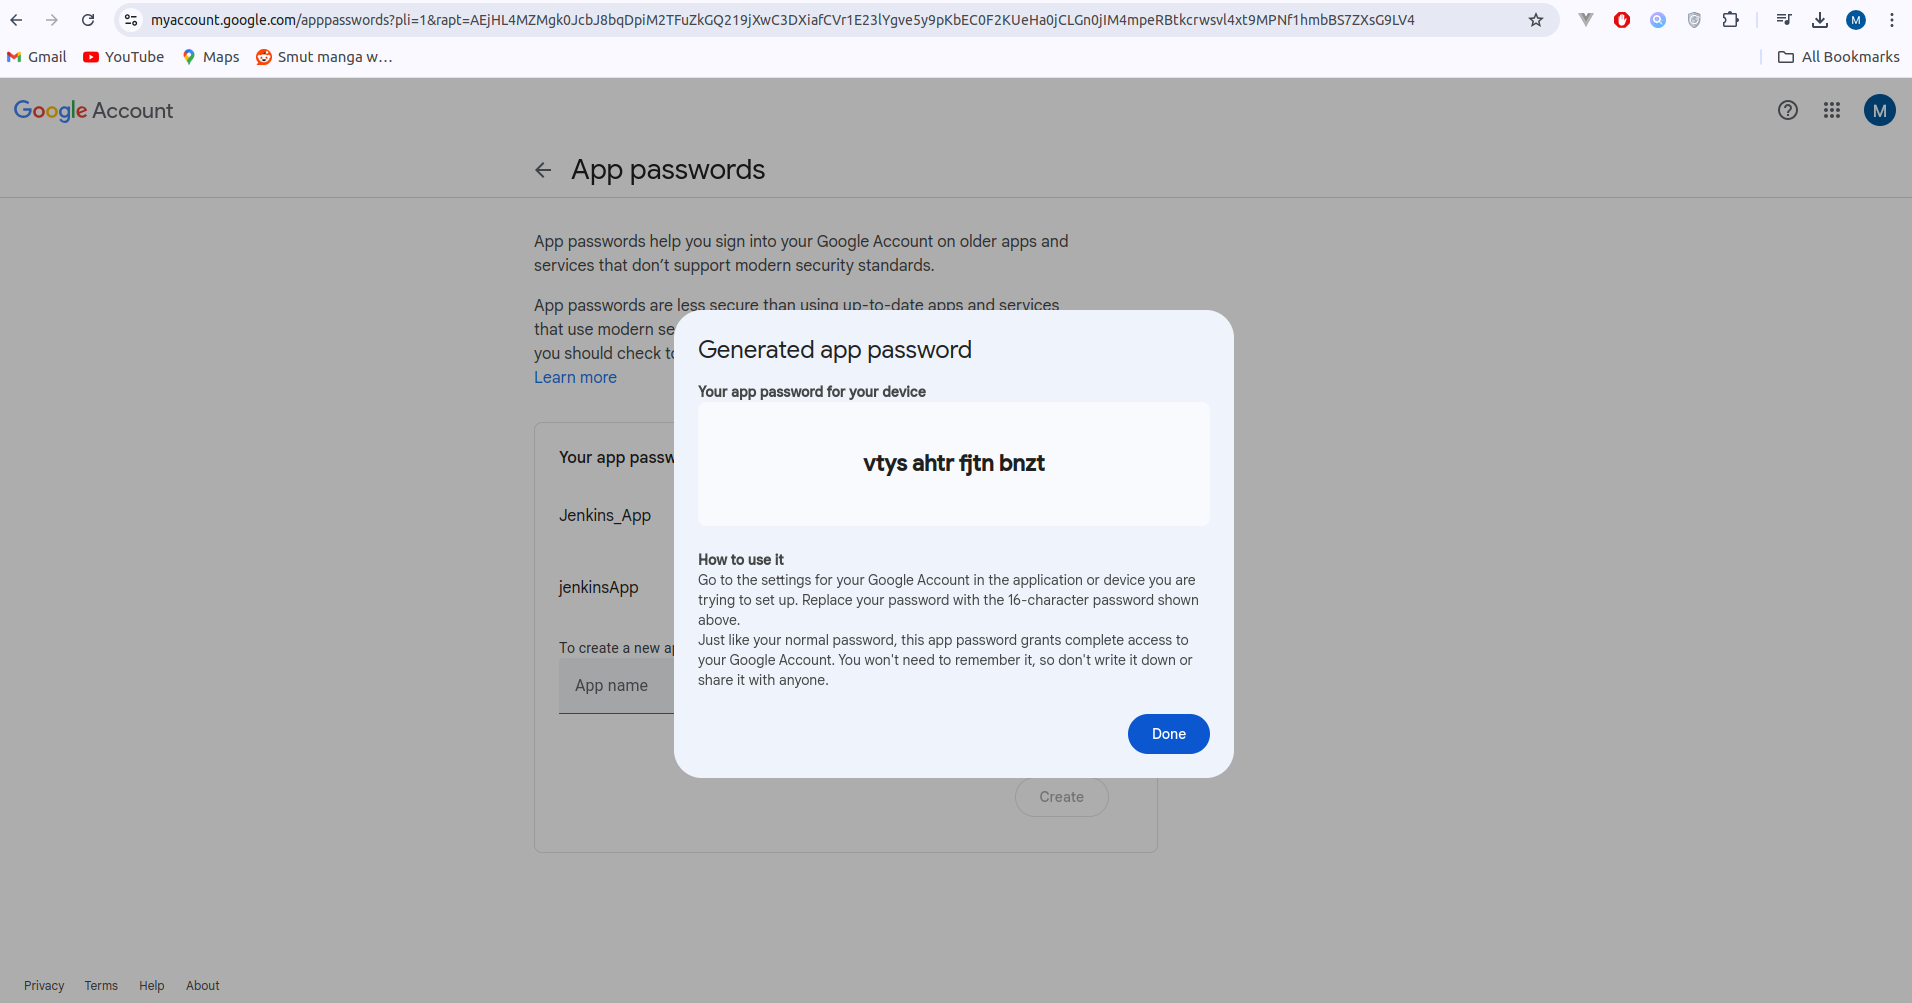 myaccount.google.com/apppasswords?pli=1&rapt=AEjHL4MZMgk0JcbJ8bqDpiM2TFuZkGQ219jXwC3DXiafCVr1E23lYgve5y9pKbEC0F2KUeHa0jCLGn0jIM4mpeRBtkcrwsvl4xt9MPNf1hmbBS7ZXsG9LV4
M
Gmail YouTube Maps Smut manga w… All Bookmarks
Google Account
M
App passwords
App passwords help you sign into your Google Account on older apps and
services that don’t support modern security standards.
App passwords are less secure than using up-to-date apps and services
that use modern se
you should check to
Learn more
Your app passw
Jenkins_App
jenkinsApp
To create a new ap
App name
Create
Generated app password
Your app password for your device
vtys ahtr fjtn bnzt
How to use it
Go to the settings for your Google Account in the application or device you are
trying to set up. Replace your password with the 16-character password shown
above.
Just like your normal password, this app password grants complete access to
your Google Account. You won't need to remember it, so don't write it down or
share it with anyone.
Done
Privacy Terms Help About